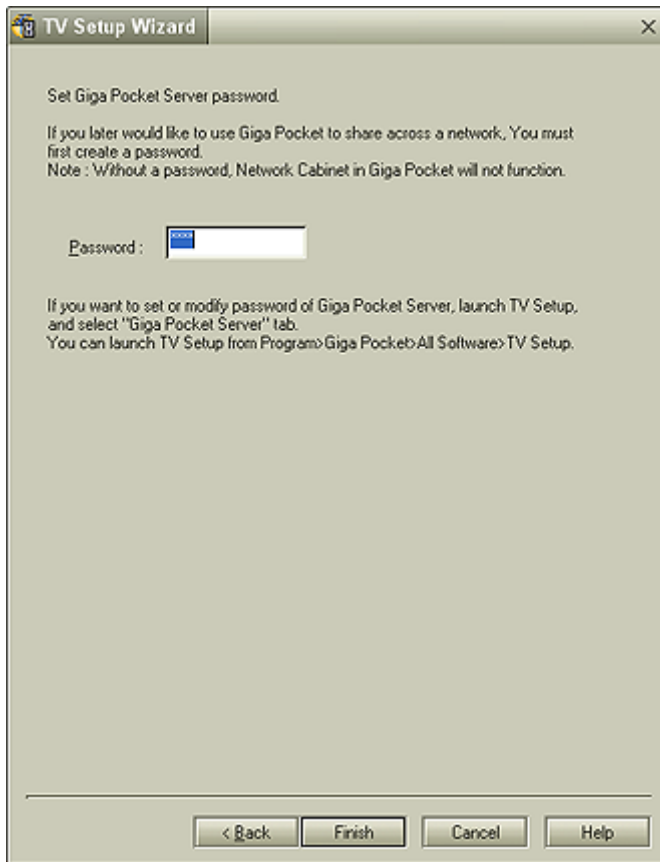 TV Setup Wizard
Set Giga Pocket Server password.
If you later would like to use Giga Pocket to share across a network, You must
first create a password.
Note : Without a password, Network Cabinet in Giga Pocket will not function.
Password : xxxx
If you want to set or modify password of Giga Pocket Server, launch TV Setup,
and select "Giga Pocket Server" tab.
You can launch TV Setup from Program>Giga Pocket>All Software>TV Setup.
< Back Finish Cancel Help